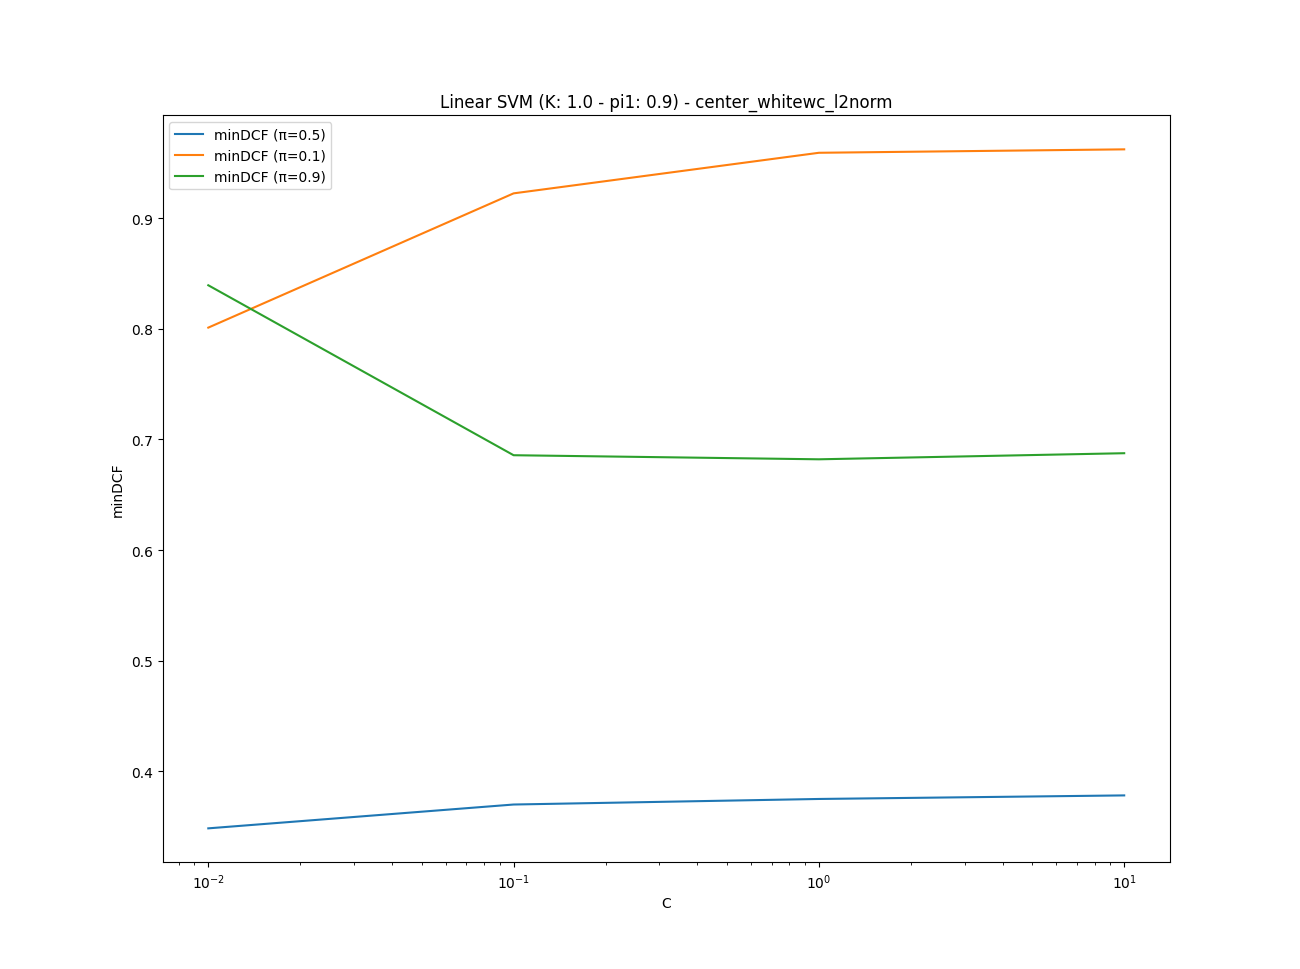 Linear SVM (K: 1.0 - pi1: 0.9) - center_whitewc_l2norm
minDCF (π=0.5)
minDCF (π=0.1)
minDCF (π=0.9)
0.9
0.8
0.7
0.6
0.5
0.4
minDCF
10⁻²
10⁻¹
10⁰
10¹
C